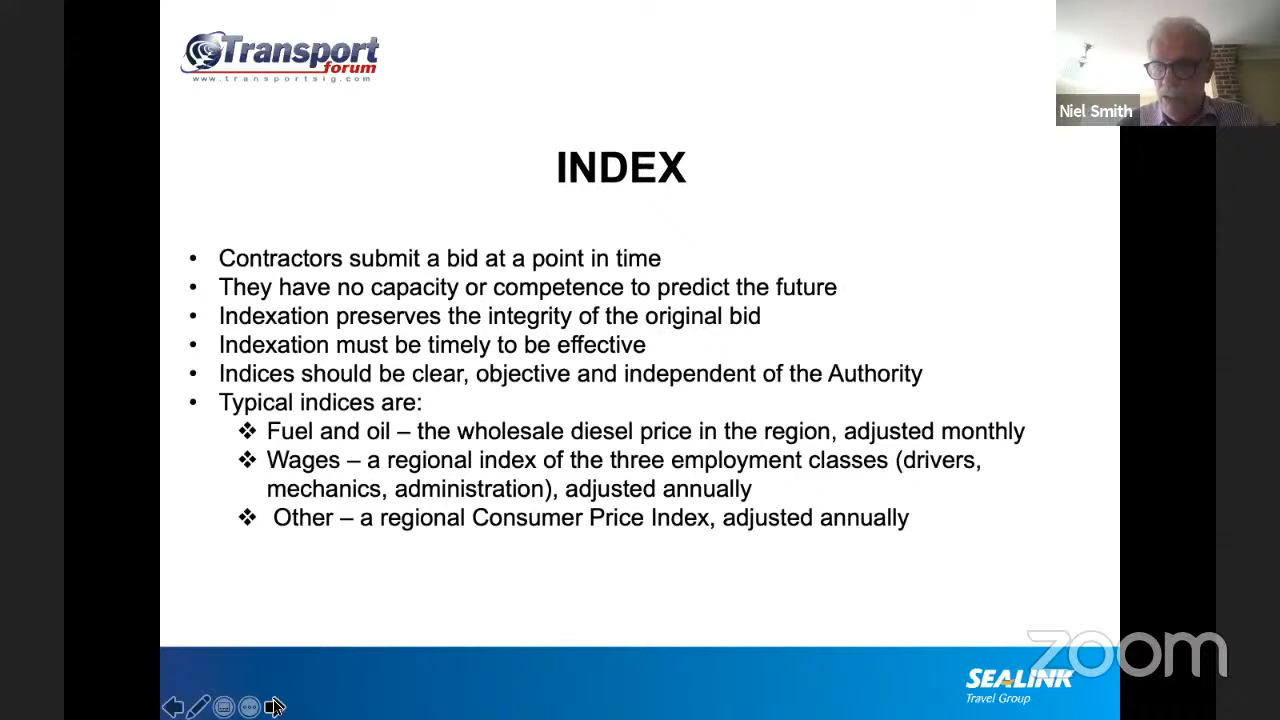 Transport
forum
www.transportsig.com
Niel Smith
INDEX
• Contractors submit a bid at a point in time
• They have no capacity or competence to predict the future
• Indexation preserves the integrity of the original bid
• Indexation must be timely to be effective
• Indices should be clear, objective and independent of the Authority
• Typical indices are:
❖ Fuel and oil – the wholesale diesel price in the region, adjusted monthly
❖ Wages – a regional index of the three employment classes (drivers,
mechanics, administration), adjusted annually
❖ Other – a regional Consumer Price Index, adjusted annually
zoom
SEALINK
Travel Group